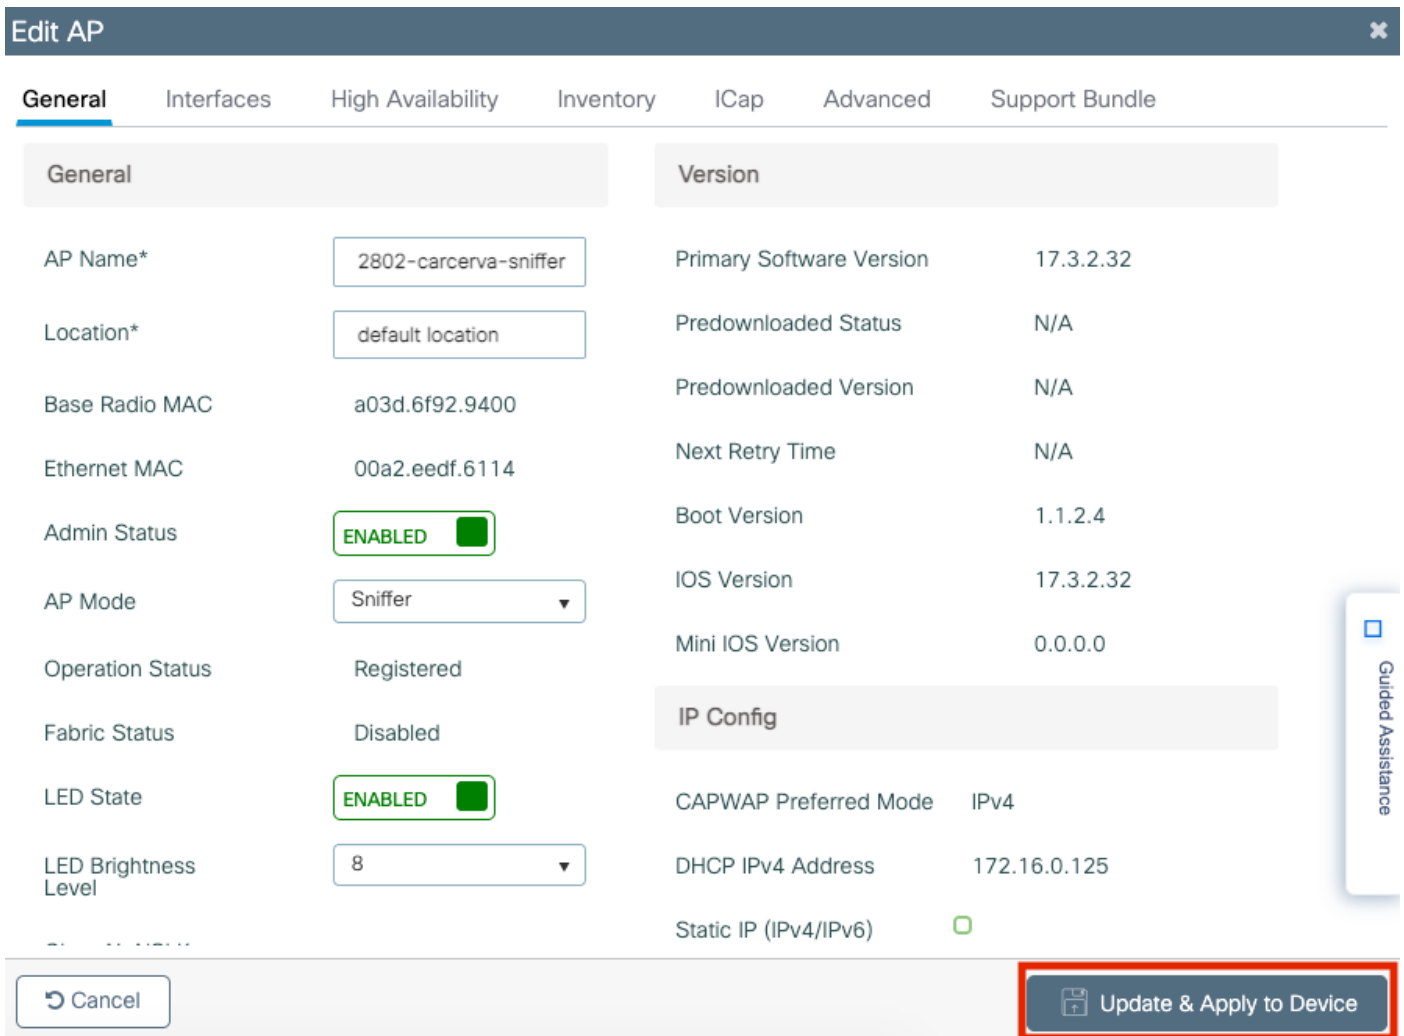 Edit AP
General Interfaces High Availability Inventory ICap Advanced Support Bundle
General
AP Name* 2802-carcerva-sniffer
Location* default location
Base Radio MAC a03d.6f92.9400
Ethernet MAC 00a2.eedf.6114
Admin Status ENABLED
AP Mode Sniffer
Operation Status Registered
Fabric Status Disabled
LED State ENABLED
LED Brightness
Level 8
Version
Primary Software Version 17.3.2.32
Predownloaded Status N/A
Predownloaded Version N/A
Next Retry Time N/A
Boot Version 1.1.2.4
IOS Version 17.3.2.32
Mini IOS Version 0.0.0.0
IP Config
CAPWAP Preferred Mode IPv4
DHCP IPv4 Address 172.16.0.125
Static IP (IPv4/IPv6)
Guided Assistance
Cancel
Update & Apply to Device